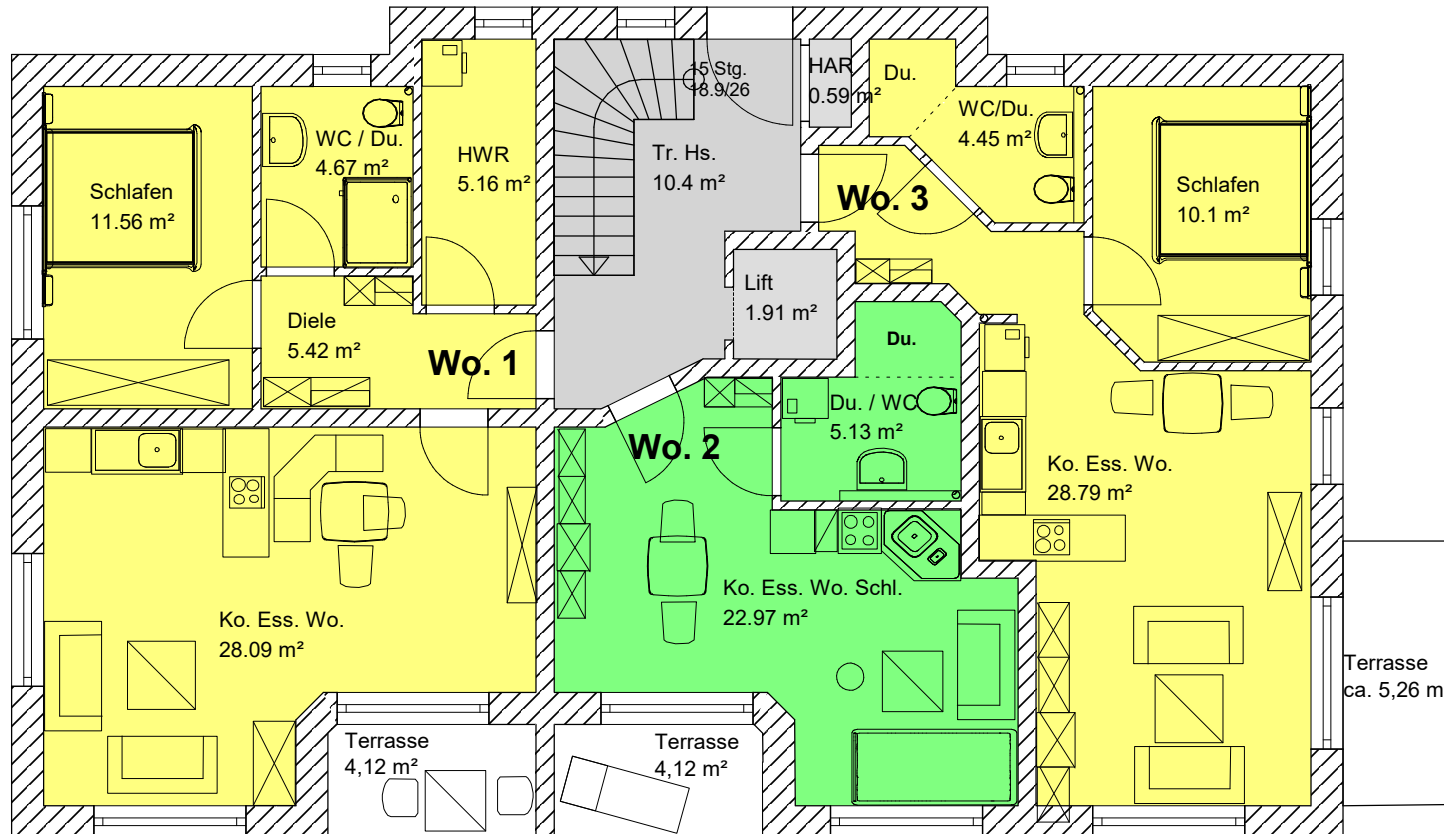 15 Stg.
18.9/26
HAR
0.59 m²
Du.
WC/Du.
4.45 m²
WC / Du.
4.67 m²
HWR
5.16 m²
Tr. Hs.
10.4 m²
Schlafen
11.56 m²
Wo. 3
Schlafen
10.1 m²
Lift
1.91 m²
Diele
5.42 m²
Wo. 1
Du.
Du. / WC
5.13 m²
Wo. 2
Ko. Ess. Wo.
28.79 m²
Ko. Ess. Wo. Schl.
22.97 m²
Ko. Ess. Wo.
28.09 m²
Terrasse
ca. 5,26 m
Terrasse
4,12 m²
Terrasse
4,12 m²